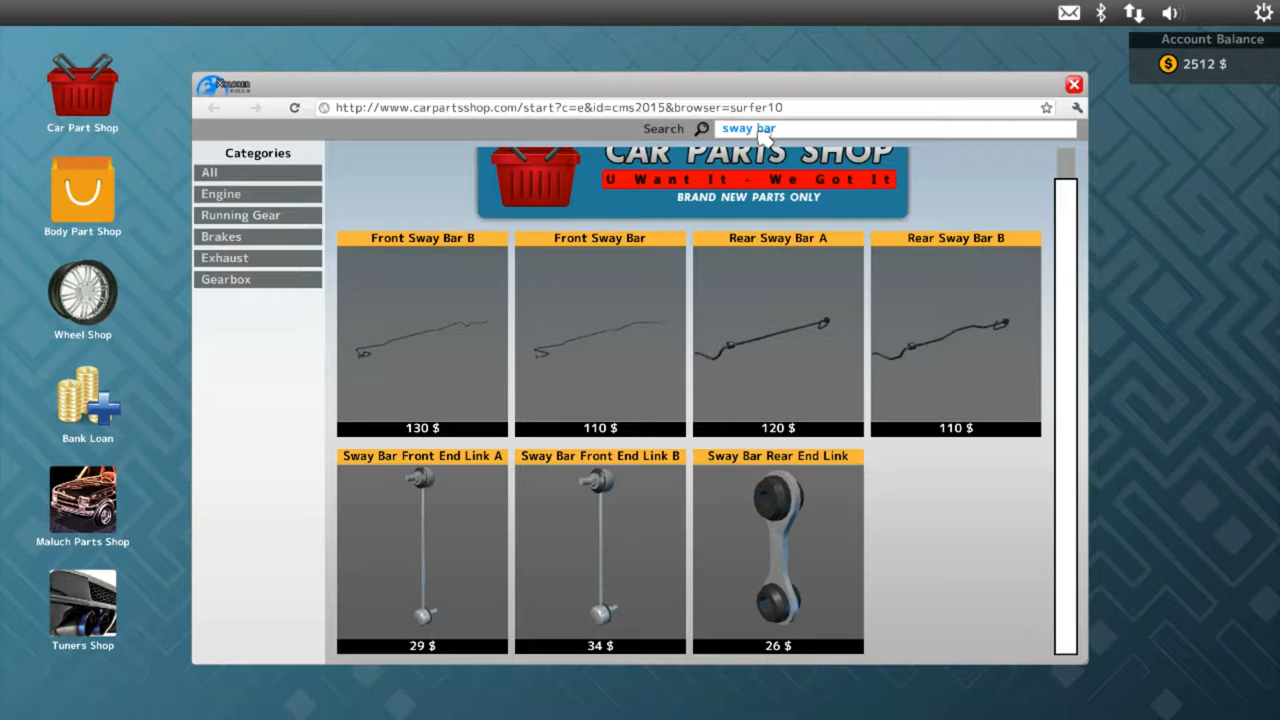 Account Balance
2512 $
Car Part Shop
Body Part Shop
Wheel Shop
Bank Loan
Maluch Parts Shop
Tuners Shop
http://www.carpartsshop.com/start?c=e&id=cms2015&browser=surfer10
Search
sway bar
Categories
All
Engine
Running Gear
Brakes
Exhaust
Gearbox
CAR PARTS SHOP
U Want It - We Got It
BRAND NEW PARTS ONLY
Front Sway Bar B
Front Sway Bar
Rear Sway Bar A
Rear Sway Bar B
130 $
110 $
120 $
110 $
Sway Bar Front End Link A
Sway Bar Front End Link B
Sway Bar Rear End Link
29 $
34 $
26 $